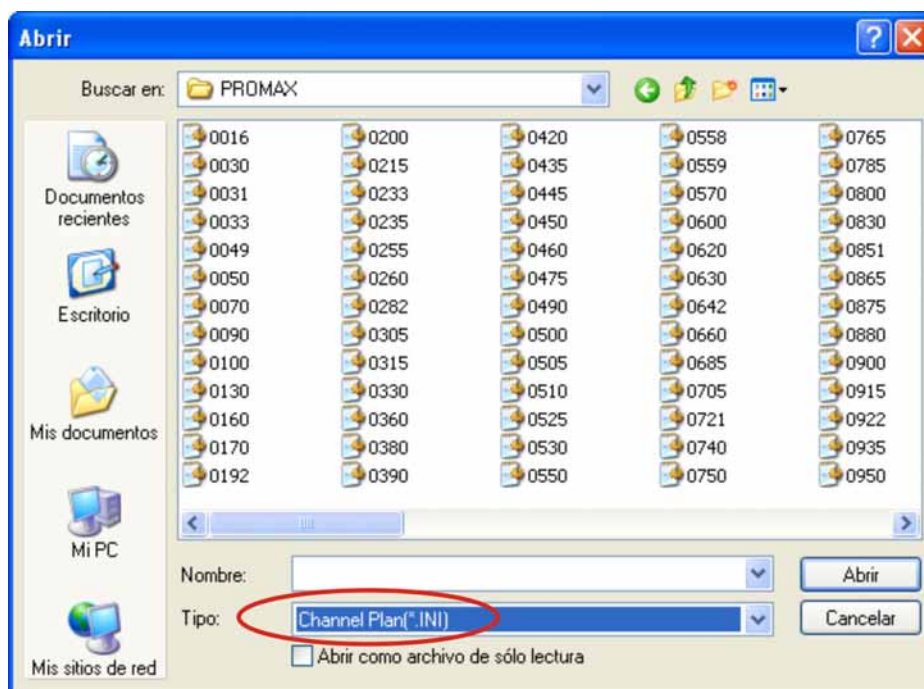 Abrir
Buscar en: PROMAX
Documentos
recientes
Escritorio
Mis documentos
Mi PC
Mis sitios de red
0016 0200 0420 0558 0765
0030 0215 0435 0559 0785
0031 0233 0445 0570 0800
0033 0235 0450 0600 0830
0049 0255 0460 0620 0851
0050 0260 0475 0630 0865
0070 0282 0490 0642 0875
0090 0305 0500 0660 0880
0100 0315 0505 0685 0900
0130 0330 0510 0705 0915
0160 0360 0525 0721 0922
0170 0380 0530 0740 0935
0192 0390 0550 0750 0950
Nombre: Abrir
Tipo: Channel Plan(*.INI) Cancelar
Abrir como archivo de sólo lectura